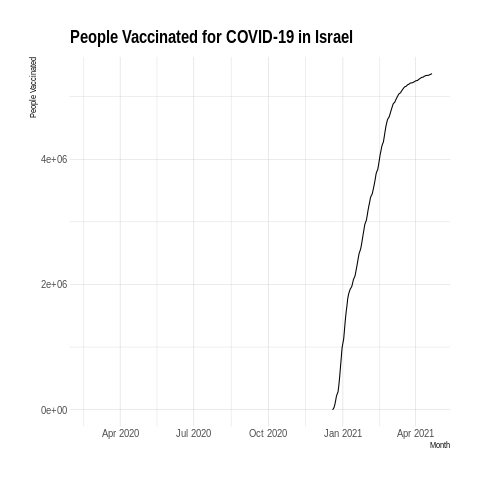 People Vaccinated for COVID-19 in Israel
People Vaccinated
4e+06
2e+06
0e+00
Apr 2020 Jul 2020 Oct 2020 Jan 2021 Apr 2021
Month